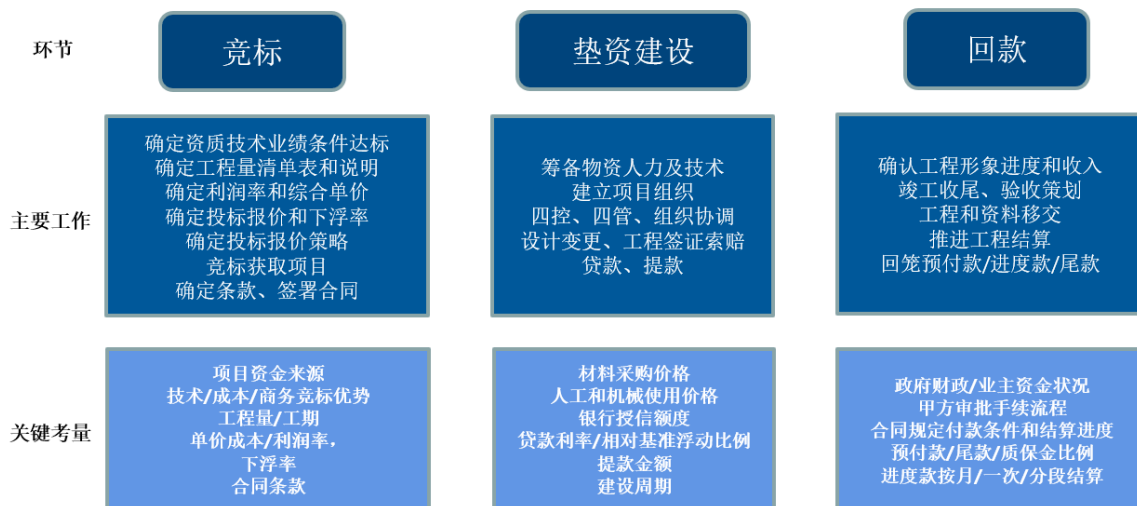 环节
竞标
垫资建设
回款
主要工作
确定资质技术业绩条件达标
确定工程量清单表和说明
确定利润率和综合单价
确定投标报价和下浮率
确定投标报价策略
竞标获取项目
确定条款、签署合同
筹备物资人力及技术
建立项目组织
四控、四管、组织协调
设计变更、工程签证索赔
贷款、提款
确认工程形象进度和收入
竣工收尾、验收策划
工程和资料移交
推进工程结算
回笼预付款/进度款/尾款
关键考量
项目资金来源
技术/成本/商务竞标优势
工程量/工期
单价成本/利润率,
下浮率
合同条款
材料采购价格
人工和机械使用价格
银行授信额度
贷款利率/相对基准浮动比例
提款金额
建设周期
政府财政/业主资金状况
甲方审批手续流程
合同规定付款条件和结算进度
预付款/尾款/质保金比例
进度款按月/一次/分段结算